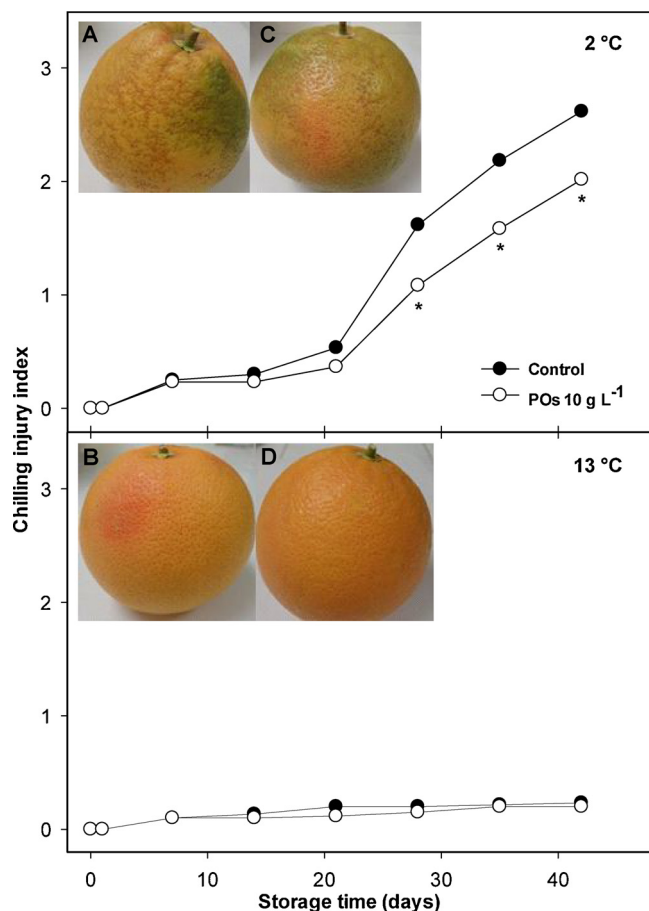 A
C
2 °C
3
2
1
0
*
*
*
Control
POs 10 g L-1
Chilling injury index
B
D
13 °C
3
2
1
0
0 10 20 30 40
Storage time (days)